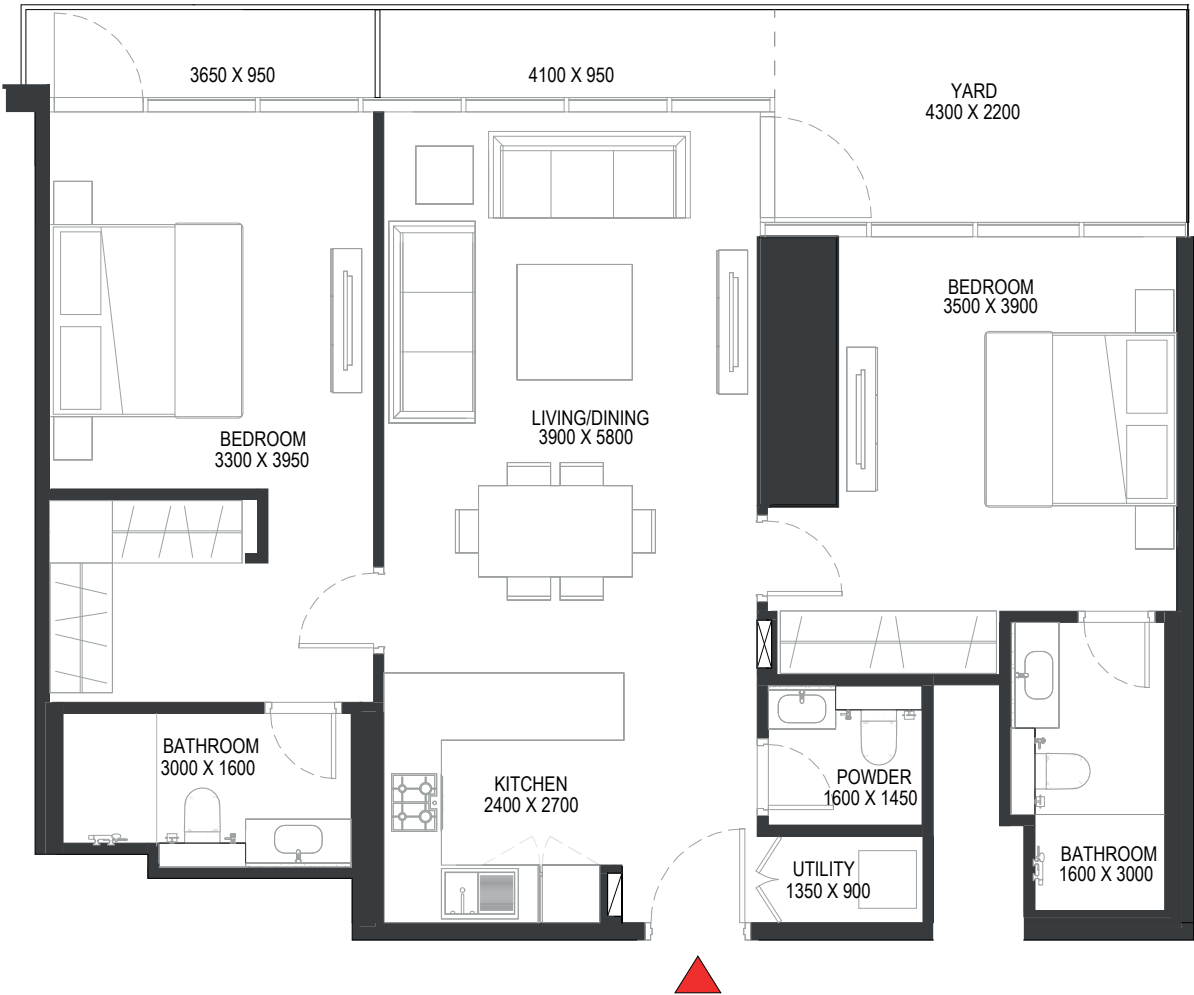 3650 X 950
4100 X 950
YARD
4300 X 2200
BEDROOM
3500 X 3900
LIVING/DINING
3900 X 5800
BEDROOM
3300 X 3950
BATHROOM
3000 X 1600
KITCHEN
2400 X 2700
POWDER
1600 X 1450
UTILITY
1350 X 900
BATHROOM
1600 X 3000